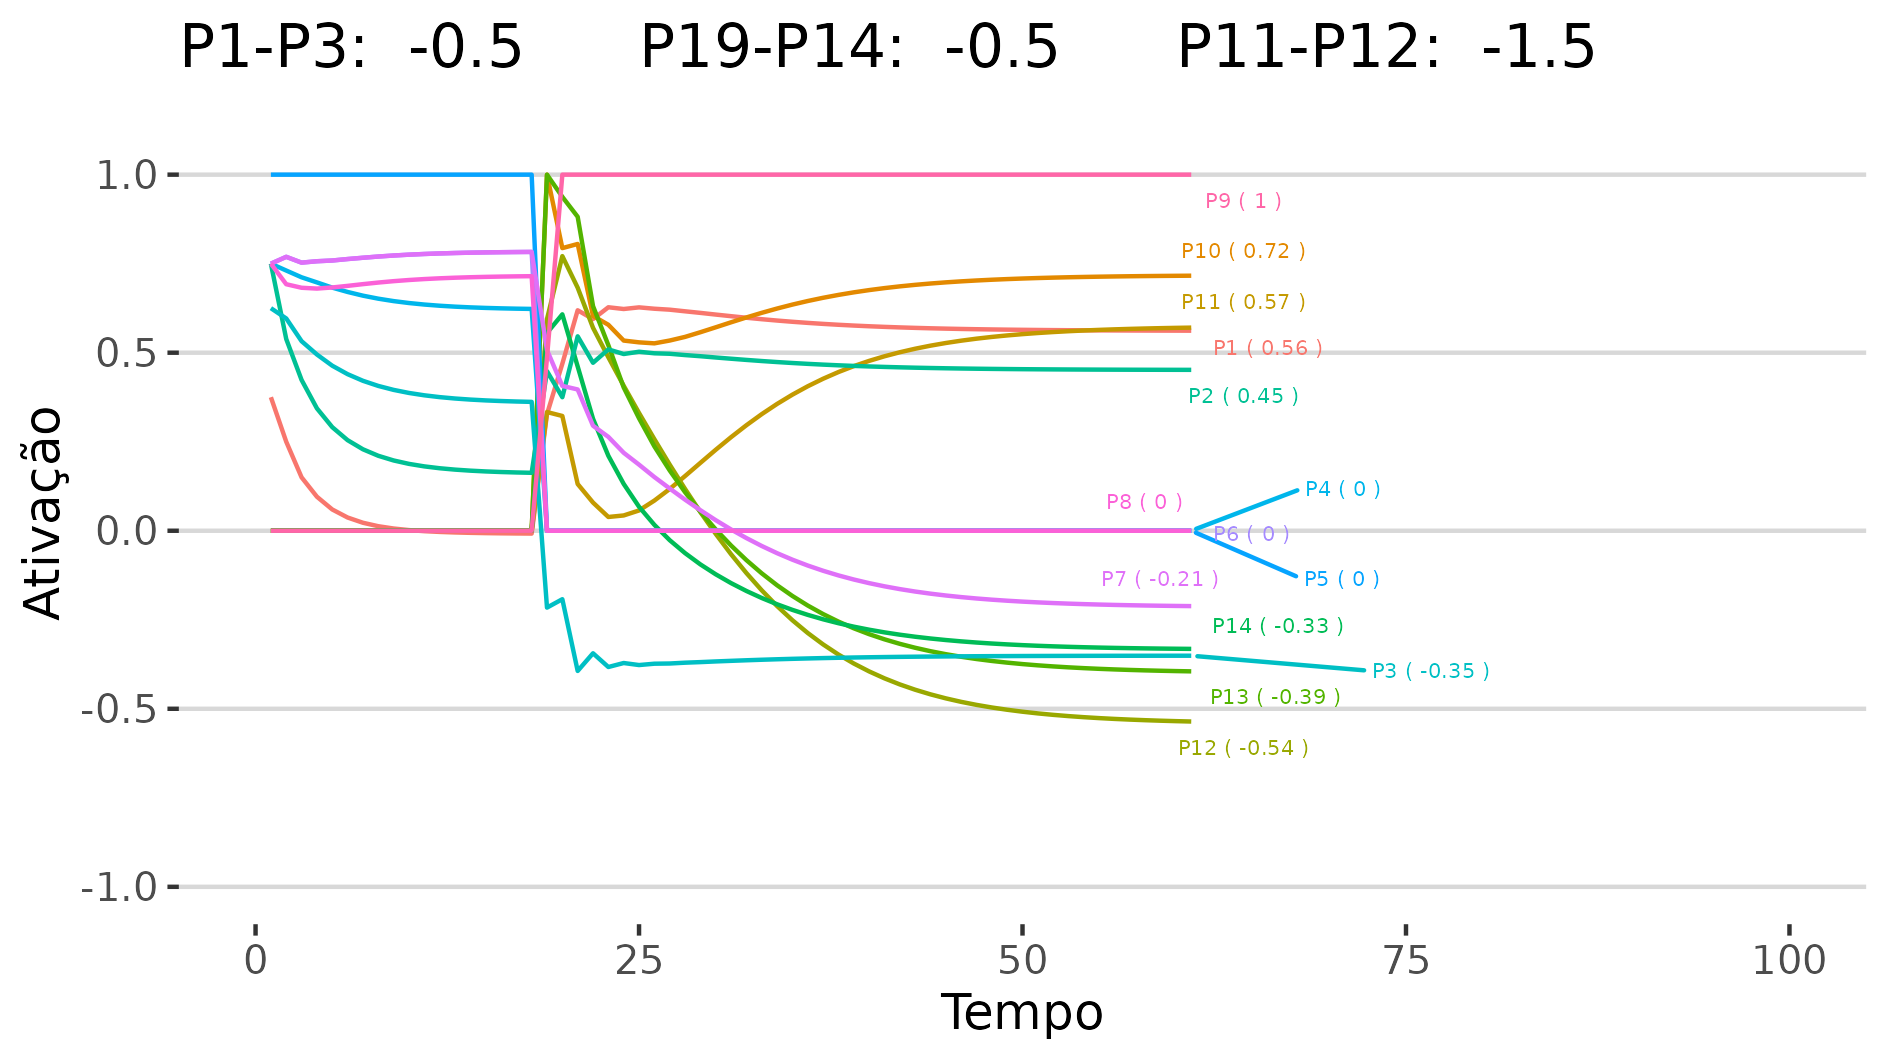 P1-P3:  -0.5 P19-P14:  -0.5 P11-P12:  -1.5
1.0
0.5
0.0
-0.5
-1.0
Ativação
P9 ( 1 )
P10 ( 0.72 )
P11 ( 0.57 )
P1 ( 0.56 )
P2 ( 0.45 )
P4 ( 0 )
P8 ( 0 )
P6 ( 0 )
P7 ( -0.21 )
P5 ( 0 )
P14 ( -0.33 )
P3 ( -0.35 )
P13 ( -0.39 )
P12 ( -0.54 )
0 25 50 75 100
Tempo